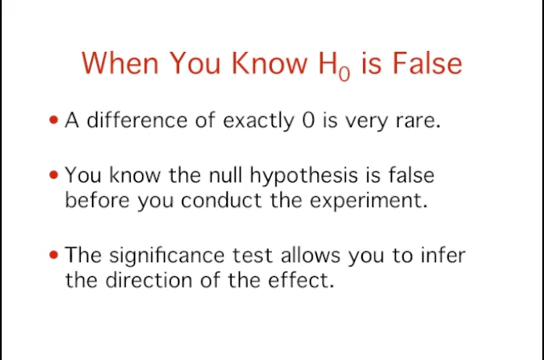 When You Know H₀ is False
• A difference of exactly 0 is very rare.
• You know the null hypothesis is false
before you conduct the experiment.
• The significance test allows you to infer
the direction of the effect.